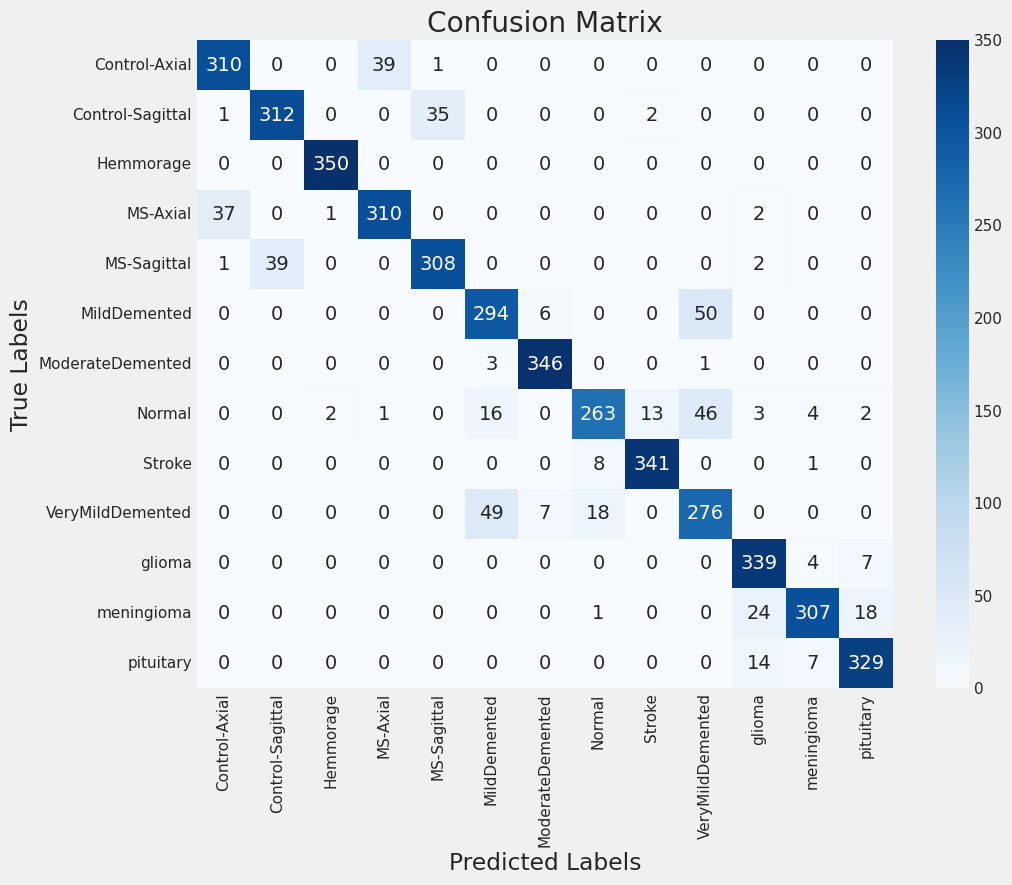 Confusion Matrix
True Labels
Control-Axial 310 0 0 39 1 0 0 0 0 0 0 0 0
Control-Sagittal 1 312 0 0 35 0 0 0 2 0 0 0 0
Hemmorage 0 0 350 0 0 0 0 0 0 0 0 0 0
MS-Axial 37 0 1 310 0 0 0 0 0 0 2 0 0
MS-Sagittal 1 39 0 0 308 0 0 0 0 0 2 0 0
MildDemented 0 0 0 0 0 294 6 0 0 50 0 0 0
ModerateDemented 0 0 0 0 0 3 346 0 0 1 0 0 0
Normal 0 0 2 1 0 16 0 263 13 46 3 4 2
Stroke 0 0 0 0 0 0 0 8 341 0 0 1 0
VeryMildDemented 0 0 0 0 0 49 7 18 0 276 0 0 0
glioma 0 0 0 0 0 0 0 0 0 0 339 4 7
meningioma 0 0 0 0 0 0 0 1 0 0 24 307 18
pituitary 0 0 0 0 0 0 0 0 0 0 14 7 329
Control-Axial
Control-Sagittal
Hemmorage
MS-Axial
MS-Sagittal
MildDemented
ModerateDemented
Normal
Stroke
VeryMildDemented
glioma
meningioma
pituitary
Predicted Labels
350
300
250
200
150
100
50
0